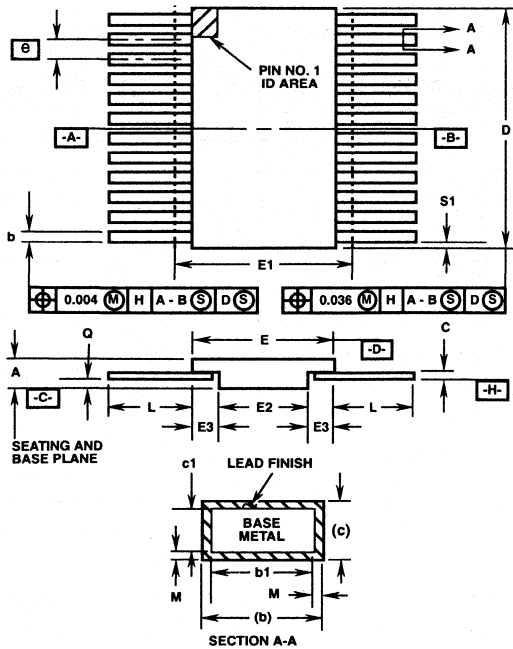 e
A
A
PIN NO. 1
ID AREA
-A-
-B-
D
S1
b
E1
⌖ 0.004 Ⓜ H A - B Ⓢ D Ⓢ
⌖ 0.036 Ⓜ H A - B Ⓢ D Ⓢ
Q
E
C
-D-
A
-C-
-H-
L
E2
L
E3
E3
SEATING AND
BASE PLANE
c1
LEAD FINISH
BASE
METAL
(c)
b1
M
M
(b)
SECTION A-A